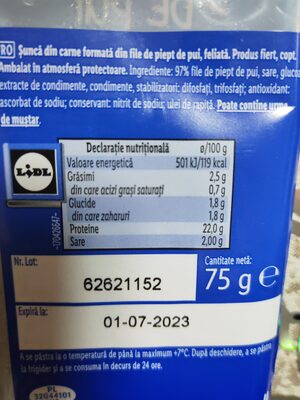 DE PUI
RO Șuncă din carne formată din file de piept de pui, feliată. Produs fiert, copt.
Ambalat în atmosferă protectoare. Ingrediente: 97% file de piept de pui, sare, glucoză,
extracte de condimente, condimente, stabilizatori: difosfați, trifosfați; antioxidant:
ascorbat de sodiu; conservant: nitrit de sodiu; ulei de rapiță. Poate conține urme
de muștar.
Declarație nutrițională ø/100 g
Valoare energetică 501 kJ/119 kcal
Grăsimi 2,5 g
din care acizi grași saturați 0,7 g
Glucide 1,8 g
din care zaharuri 1,8 g
Proteine 22,0 g
Sare 2,00 g
LIDL
Nr. Lot:
62621152
Cantitate netă:
75 g e
Expiră la:
01-07-2023
A se păstra la o temperatură de până la maximum +7°C. După deschidere, a se păstra
la frigider și a se consuma în decurs de 24 ore.
PL
32044101